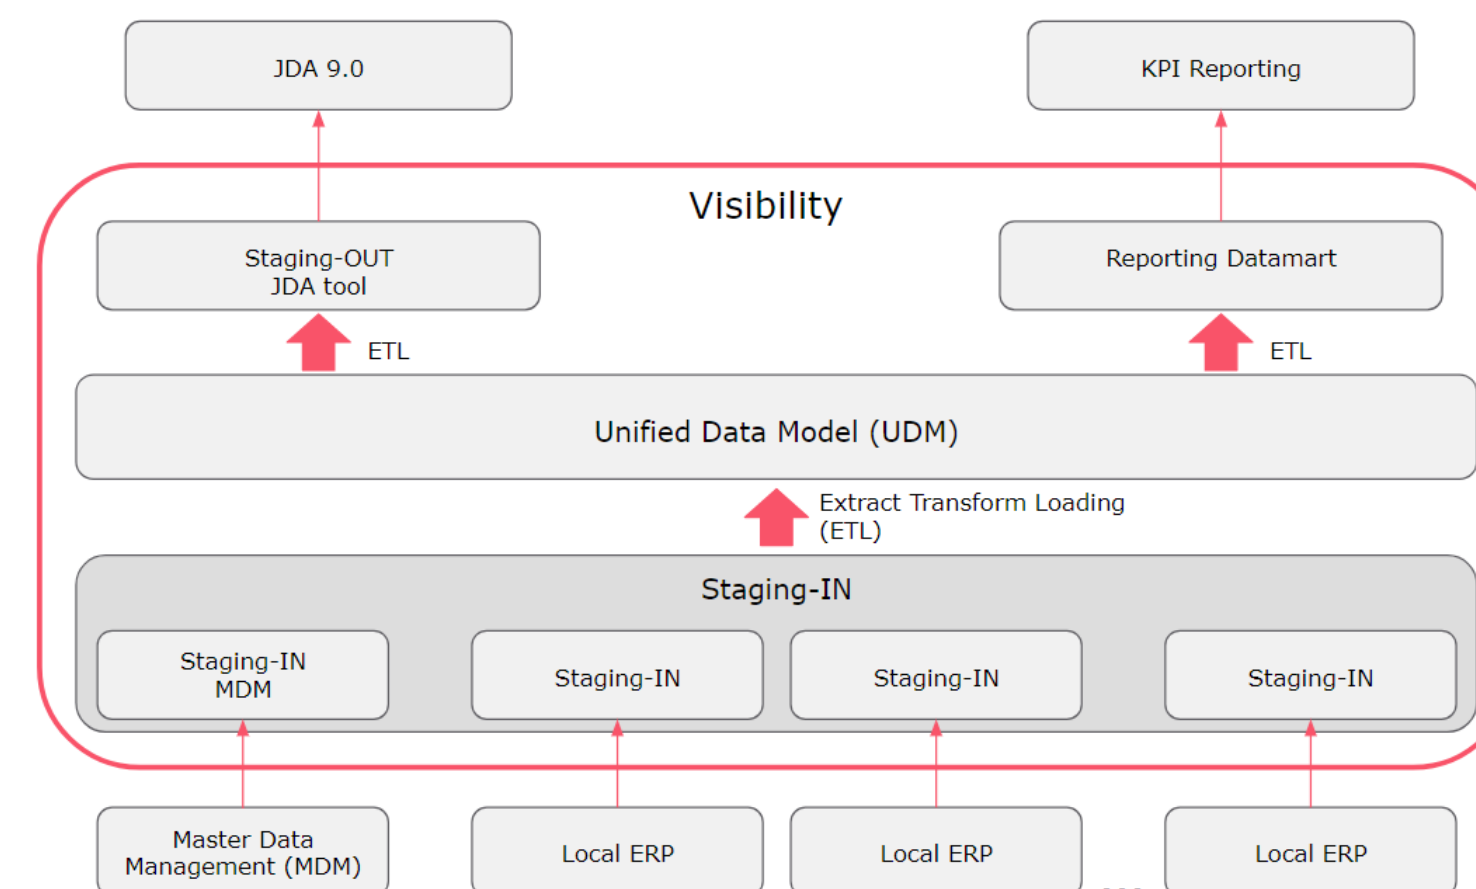 JDA 9.0
KPI Reporting
Visibility
Staging-OUT
JDA tool
Reporting Datamart
ETL
ETL
Unified Data Model (UDM)
Extract Transform Loading
(ETL)
Staging-IN
Staging-IN
MDM
Staging-IN
Staging-IN
Staging-IN
Master Data
Management (MDM)
Local ERP
Local ERP
Local ERP